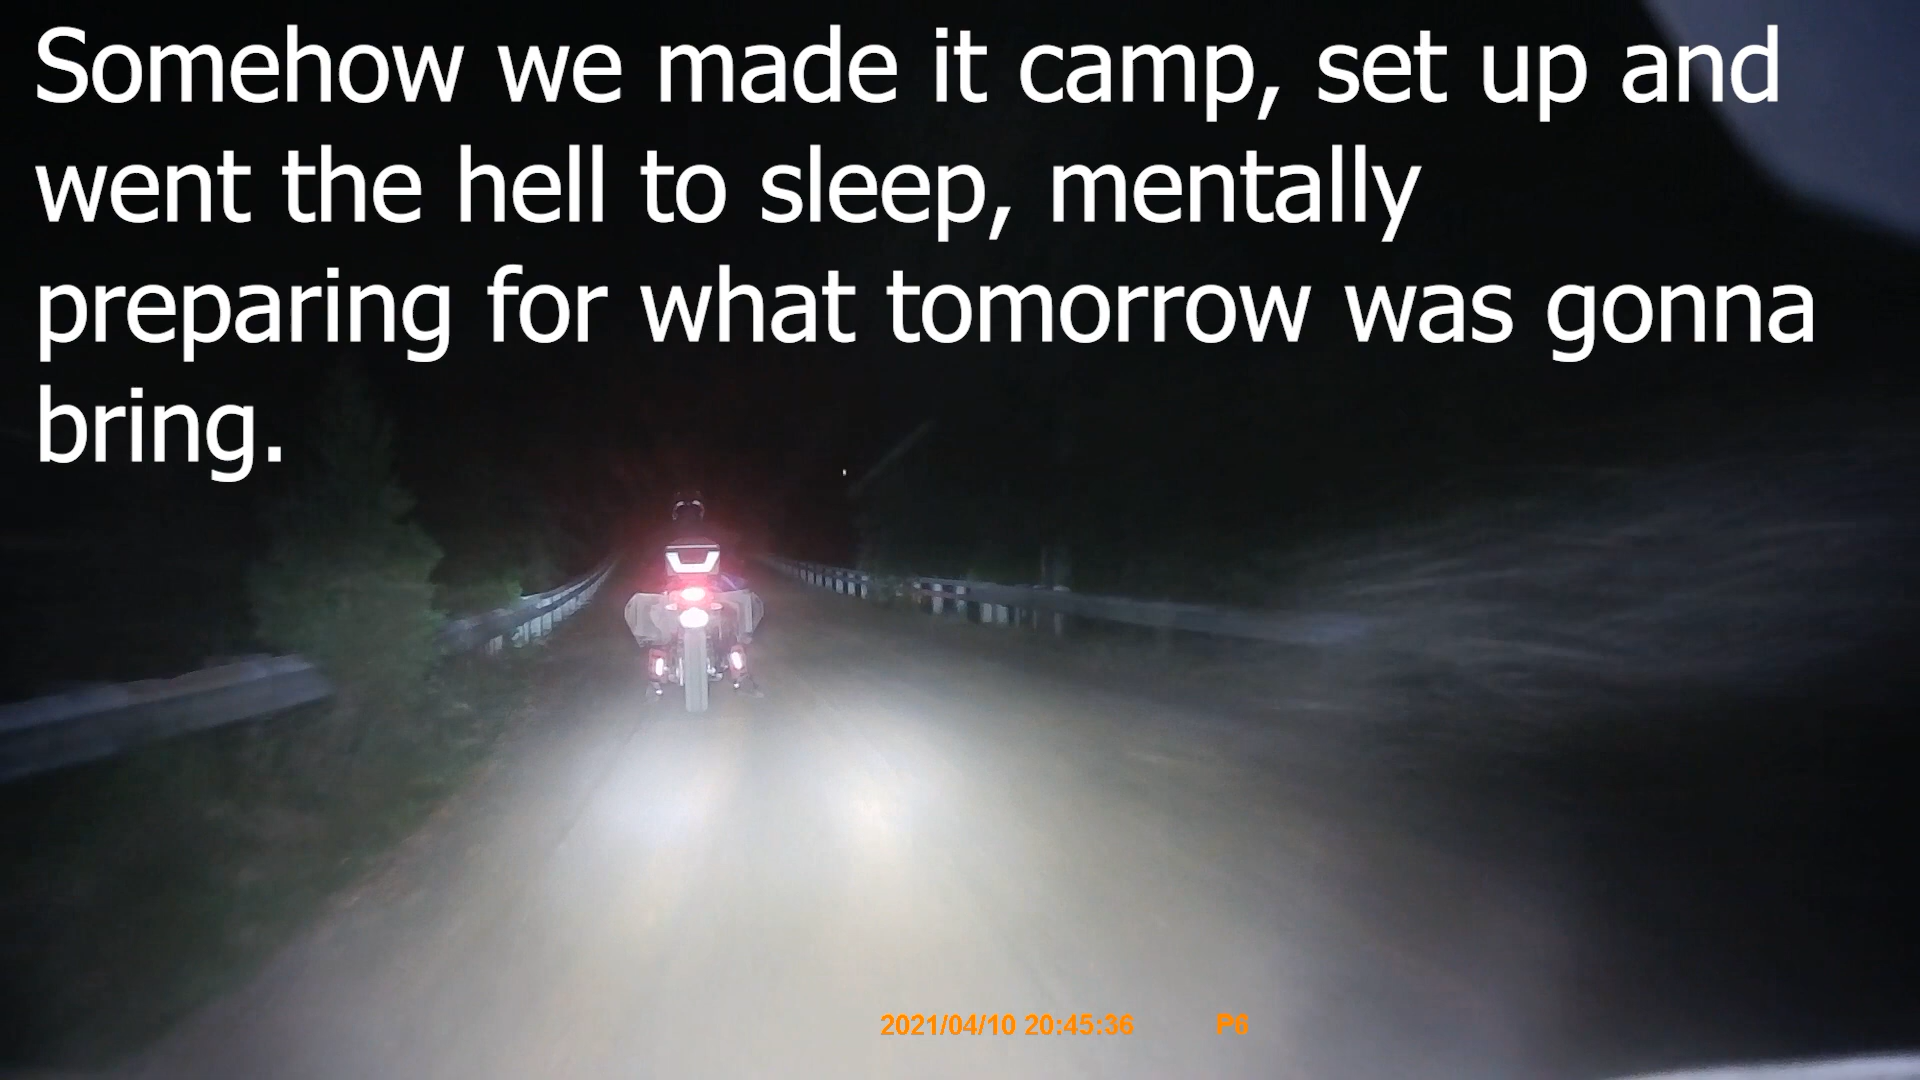 Somehow we made it camp, set up and
went the hell to sleep, mentally
preparing for what tomorrow was gonna
bring.
2021/04/10 20:45:36 P6